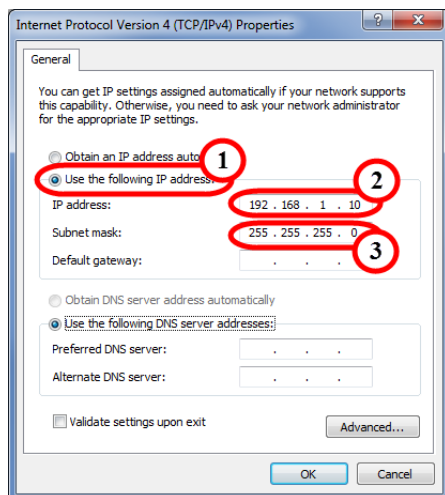 Internet Protocol Version 4 (TCP/IPv4) Properties
? X
General
You can get IP settings assigned automatically if your network supports
this capability. Otherwise, you need to ask your network administrator
for the appropriate IP settings.
Obtain an IP address
1
Use the following IP address:
2
IP address: 192 . 168 . 1 . 10
Subnet mask: 255 . 255 . 255 . 0
3
Default gateway: . . .
Obtain DNS server address automatically
Use the following DNS server addresses:
Preferred DNS server: . . .
Alternate DNS server: . . .
Validate settings upon exit
Advanced...
OK Cancel